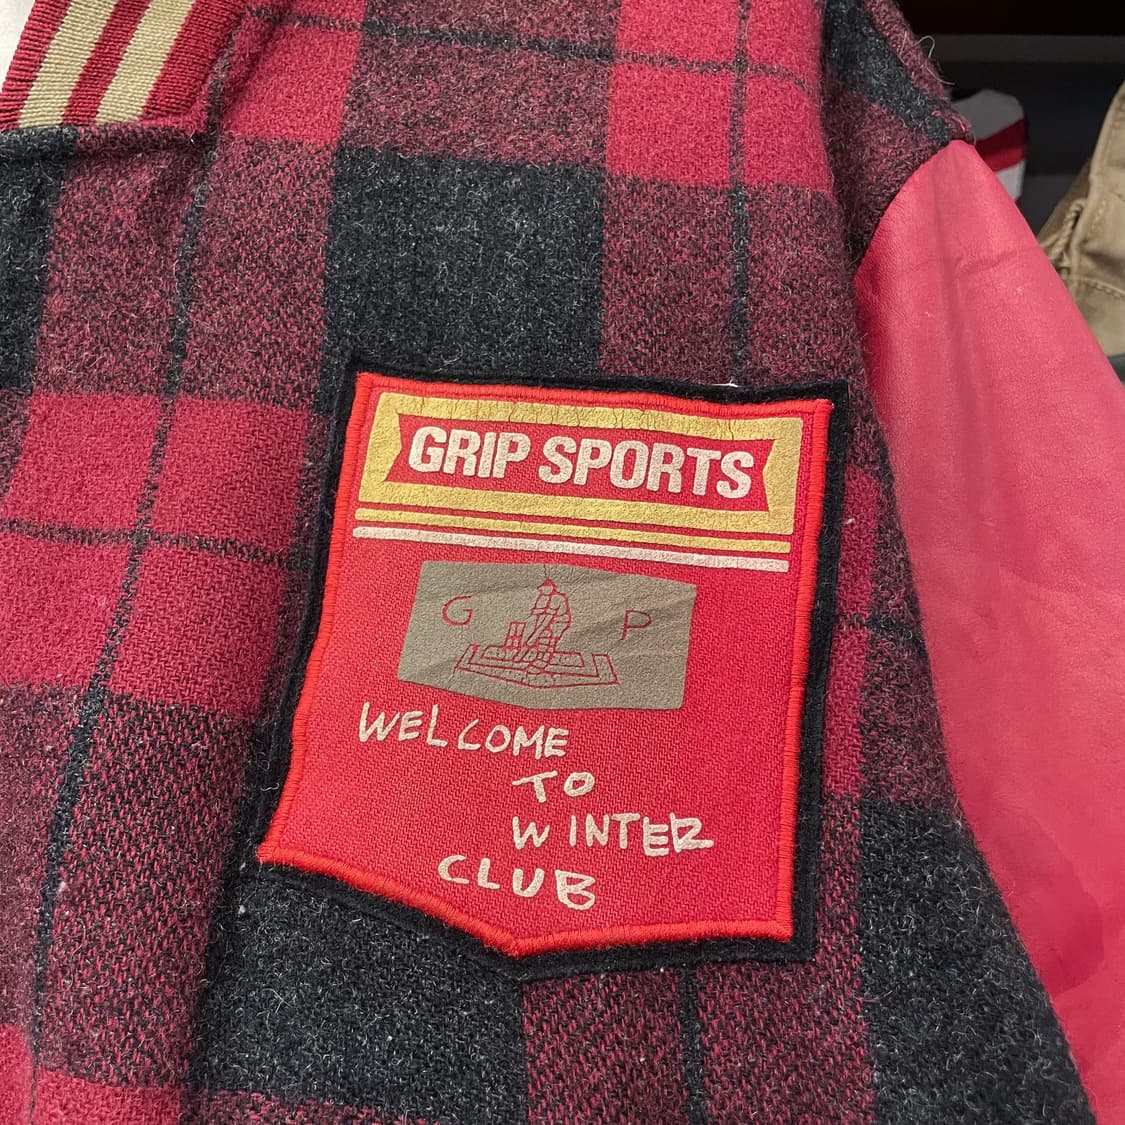 GRIP SPORTS
G P
WELCOME
TO
WINTER
CLUB